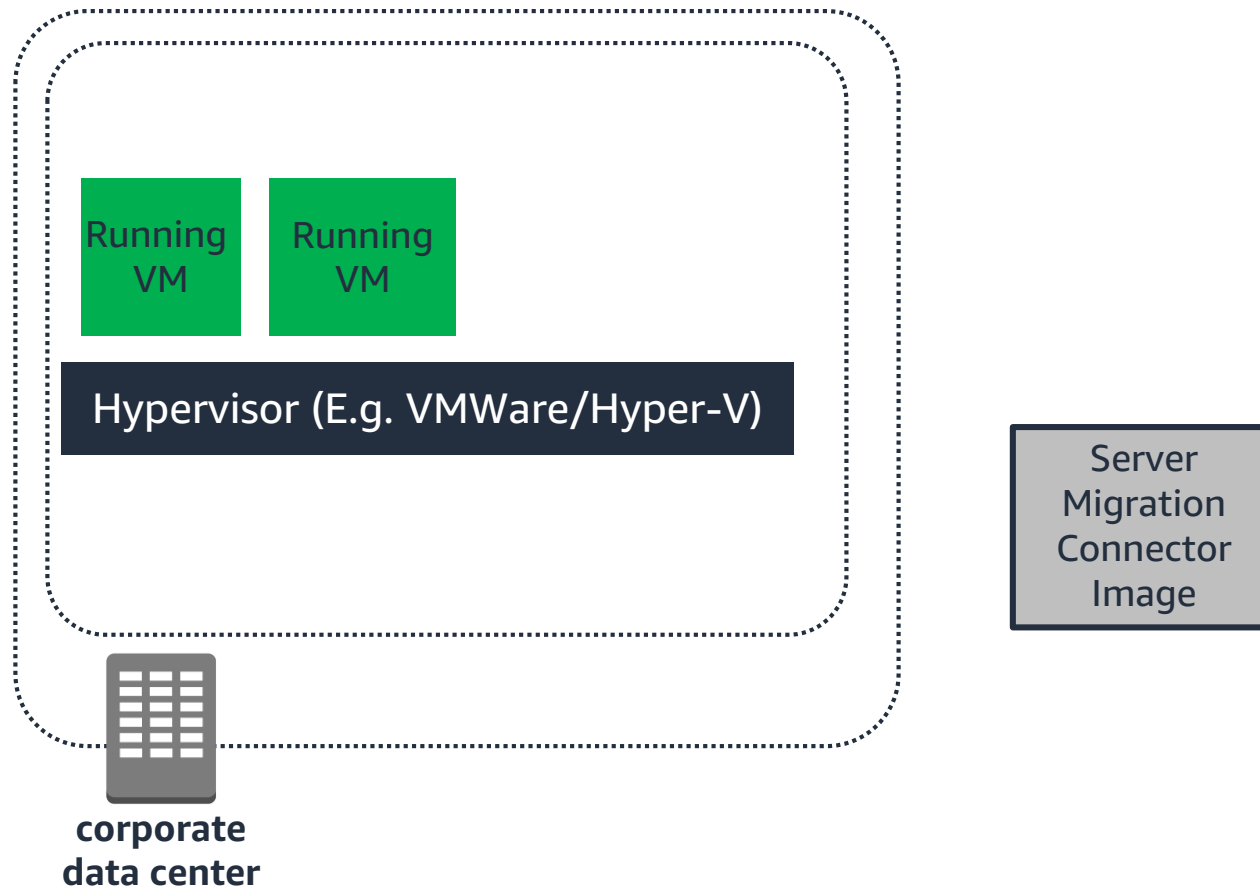 Running
VM
Running
VM
Hypervisor (E.g. VMWare/Hyper-V)
Server
Migration
Connector
Image
corporate
data center